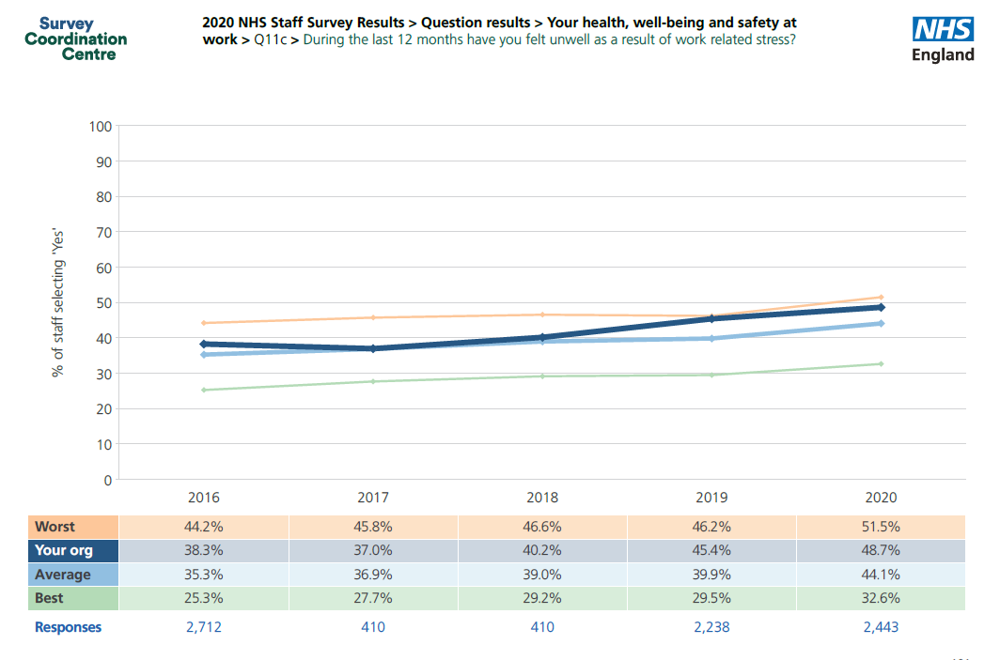 Survey
Coordination
Centre
2020 NHS Staff Survey Results > Question results > Your health, well-being and safety at
work > Q11c > During the last 12 months have you felt unwell as a result of work related stress?
NHS
England
% of staff selecting 'Yes'
100
90
80
70
60
50
40
30
20
10
0
2016 2017 2018 2019 2020
Worst 44.2% 45.8% 46.6% 46.2% 51.5%
Your org 38.3% 37.0% 40.2% 45.4% 48.7%
Average 35.3% 36.9% 39.0% 39.9% 44.1%
Best 25.3% 27.7% 29.2% 29.5% 32.6%
Responses 2,712 410 410 2,238 2,443